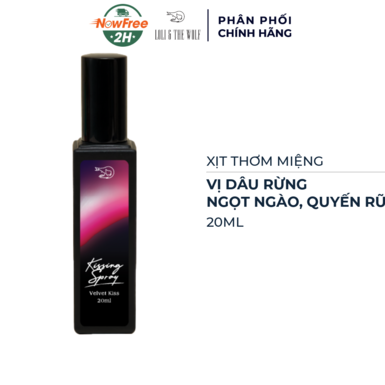 NowFree
2H
LOLI & THE WOLF
PHÂN PHỐI
CHÍNH HÃNG
XỊT THƠM MIỆNG
VỊ DÂU RỪNG
NGỌT NGÀO, QUYẾN RŨ
20ML
Kissing
Spray
Velvet Kiss
20ml